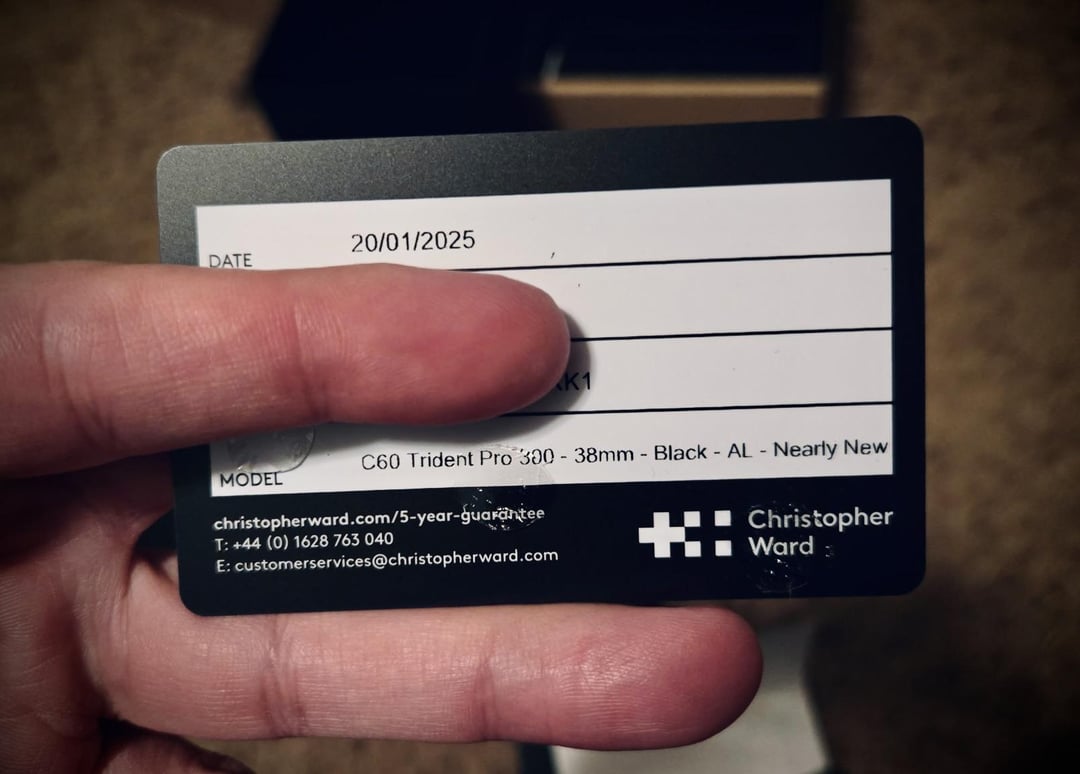 20/01/2025
DATE
K1
C60 Trident Pro 300 - 38mm - Black - AL - Nearly New
MODEL
christopherward.com/5-year-guarantee
T: +44 (0) 1628 763 040
E: customerservices@christopherward.com
Christopher
Ward